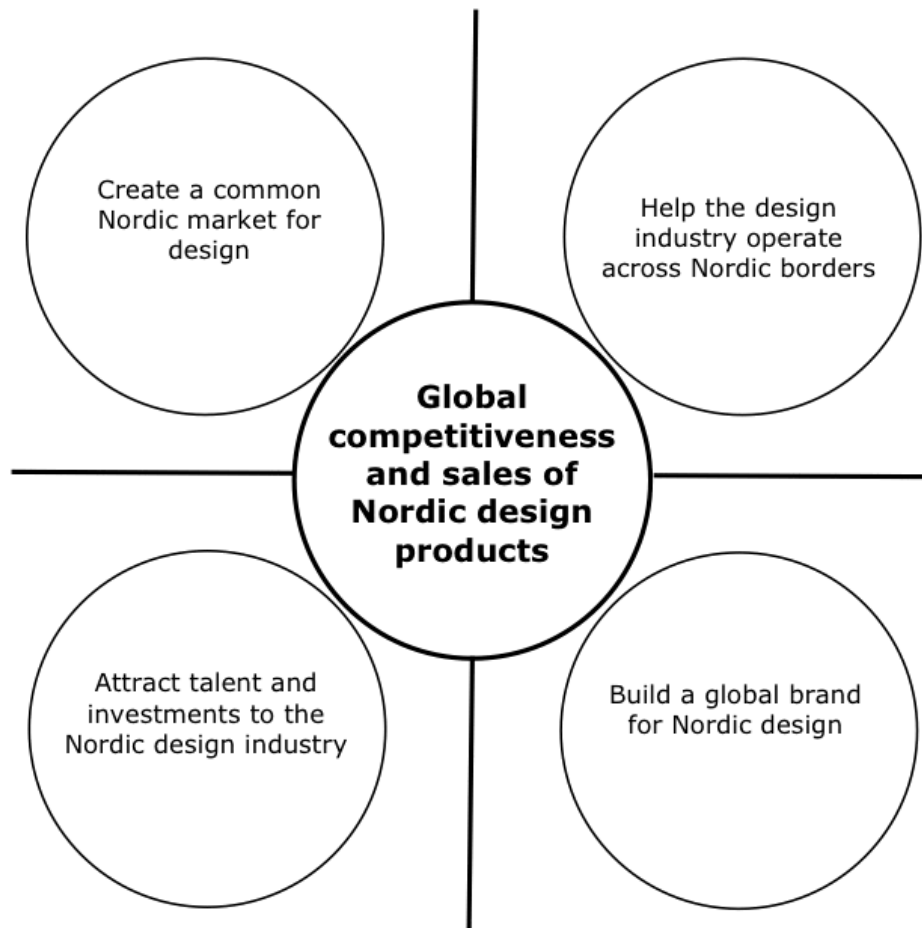 Create a common
Nordic market for
design
Help the design
industry operate
across Nordic borders
Global
competitiveness
and sales of
Nordic design
products
Attract talent and
investments to the
Nordic design industry
Build a global brand
for Nordic design